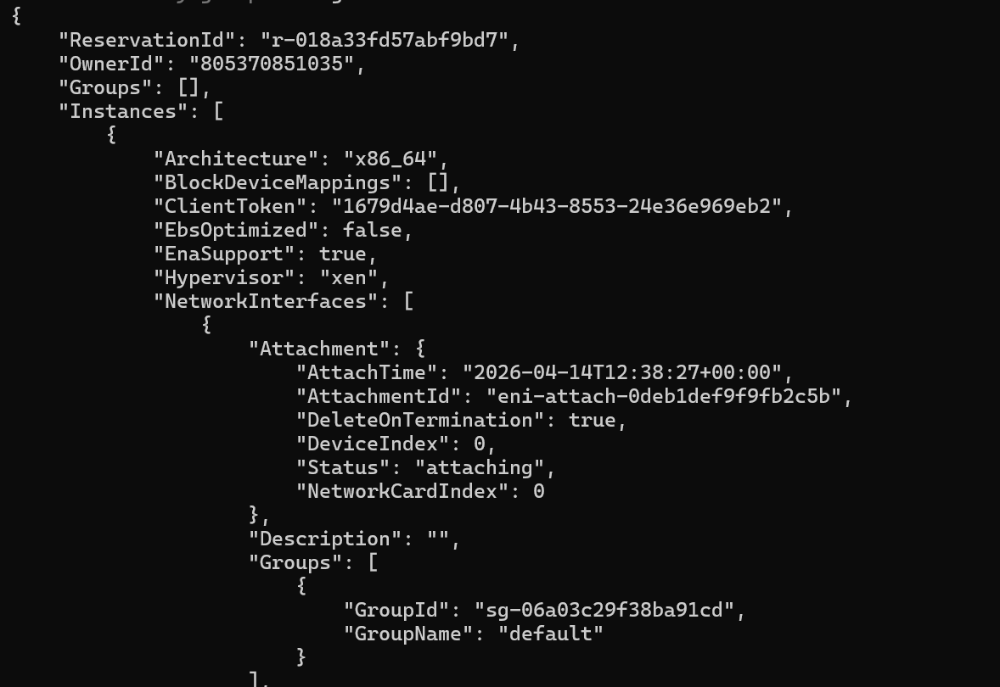 {
    "ReservationId": "r-018a33fd57abf9bd7",
    "OwnerId": "805370851035",
    "Groups": [],
    "Instances": [
        {
            "Architecture": "x86_64",
            "BlockDeviceMappings": [],
            "ClientToken": "1679d4ae-d807-4b43-8553-24e36e969eb2",
            "EbsOptimized": false,
            "EnaSupport": true,
            "Hypervisor": "xen",
            "NetworkInterfaces": [
                {
                    "Attachment": {
                        "AttachTime": "2026-04-14T12:38:27+00:00",
                        "AttachmentId": "eni-attach-0deb1def9f9fb2c5b",
                        "DeleteOnTermination": true,
                        "DeviceIndex": 0,
                        "Status": "attaching",
                        "NetworkCardIndex": 0
                    },
                    "Description": "",
                    "Groups": [
                        {
                            "GroupId": "sg-06a03c29f38ba91cd",
                            "GroupName": "default"
                        }
                    ],